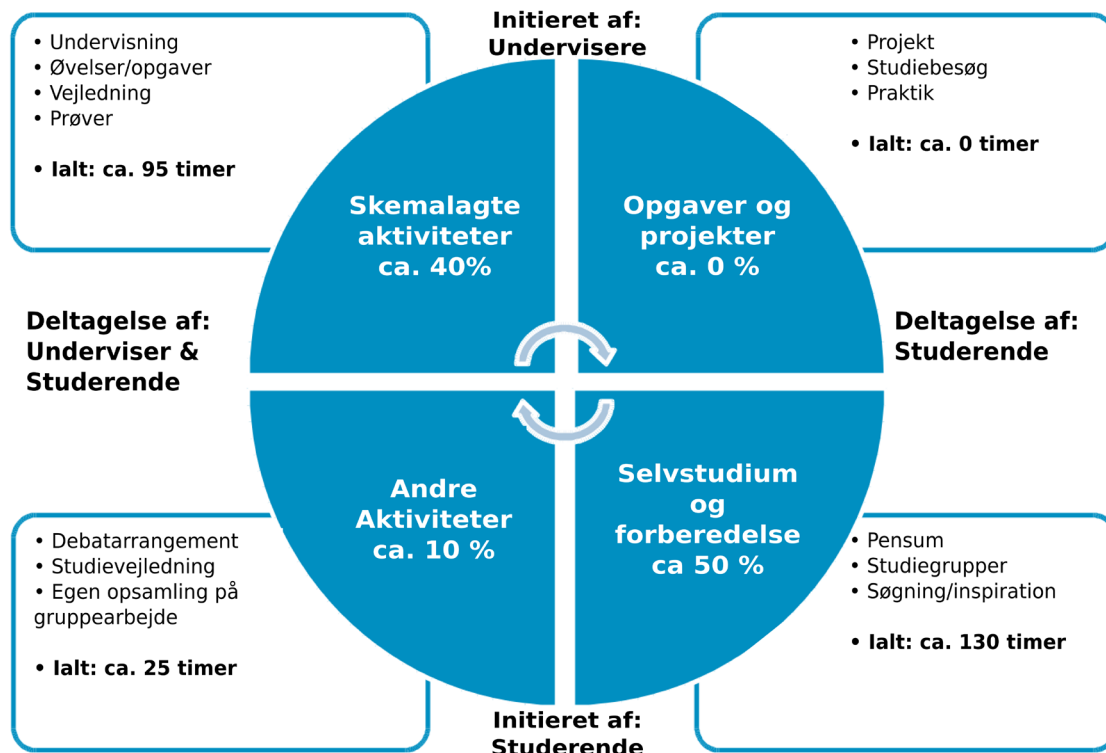 Initieret af:
Undervisere
• Undervisning
• Øvelser/opgaver
• Vejledning
• Prøver
• Ialt: ca. 95 timer
• Projekt
• Studiebesøg
• Praktik
• Ialt: ca. 0 timer
Skemalagte
aktiviteter
ca. 40%
Opgaver og
projekter
ca. 0 %
Deltagelse af:
Underviser &
Studerende
Deltagelse af:
Studerende
Andre
Aktiviteter
ca. 10 %
Selvstudium
og
forberedelse
ca 50 %
• Debatarrangement
• Studievejledning
• Egen opsamling på
gruppearbejde
• Ialt: ca. 25 timer
• Pensum
• Studiegrupper
• Søgning/inspiration
• Ialt: ca. 130 timer
Initieret af:
Studerende